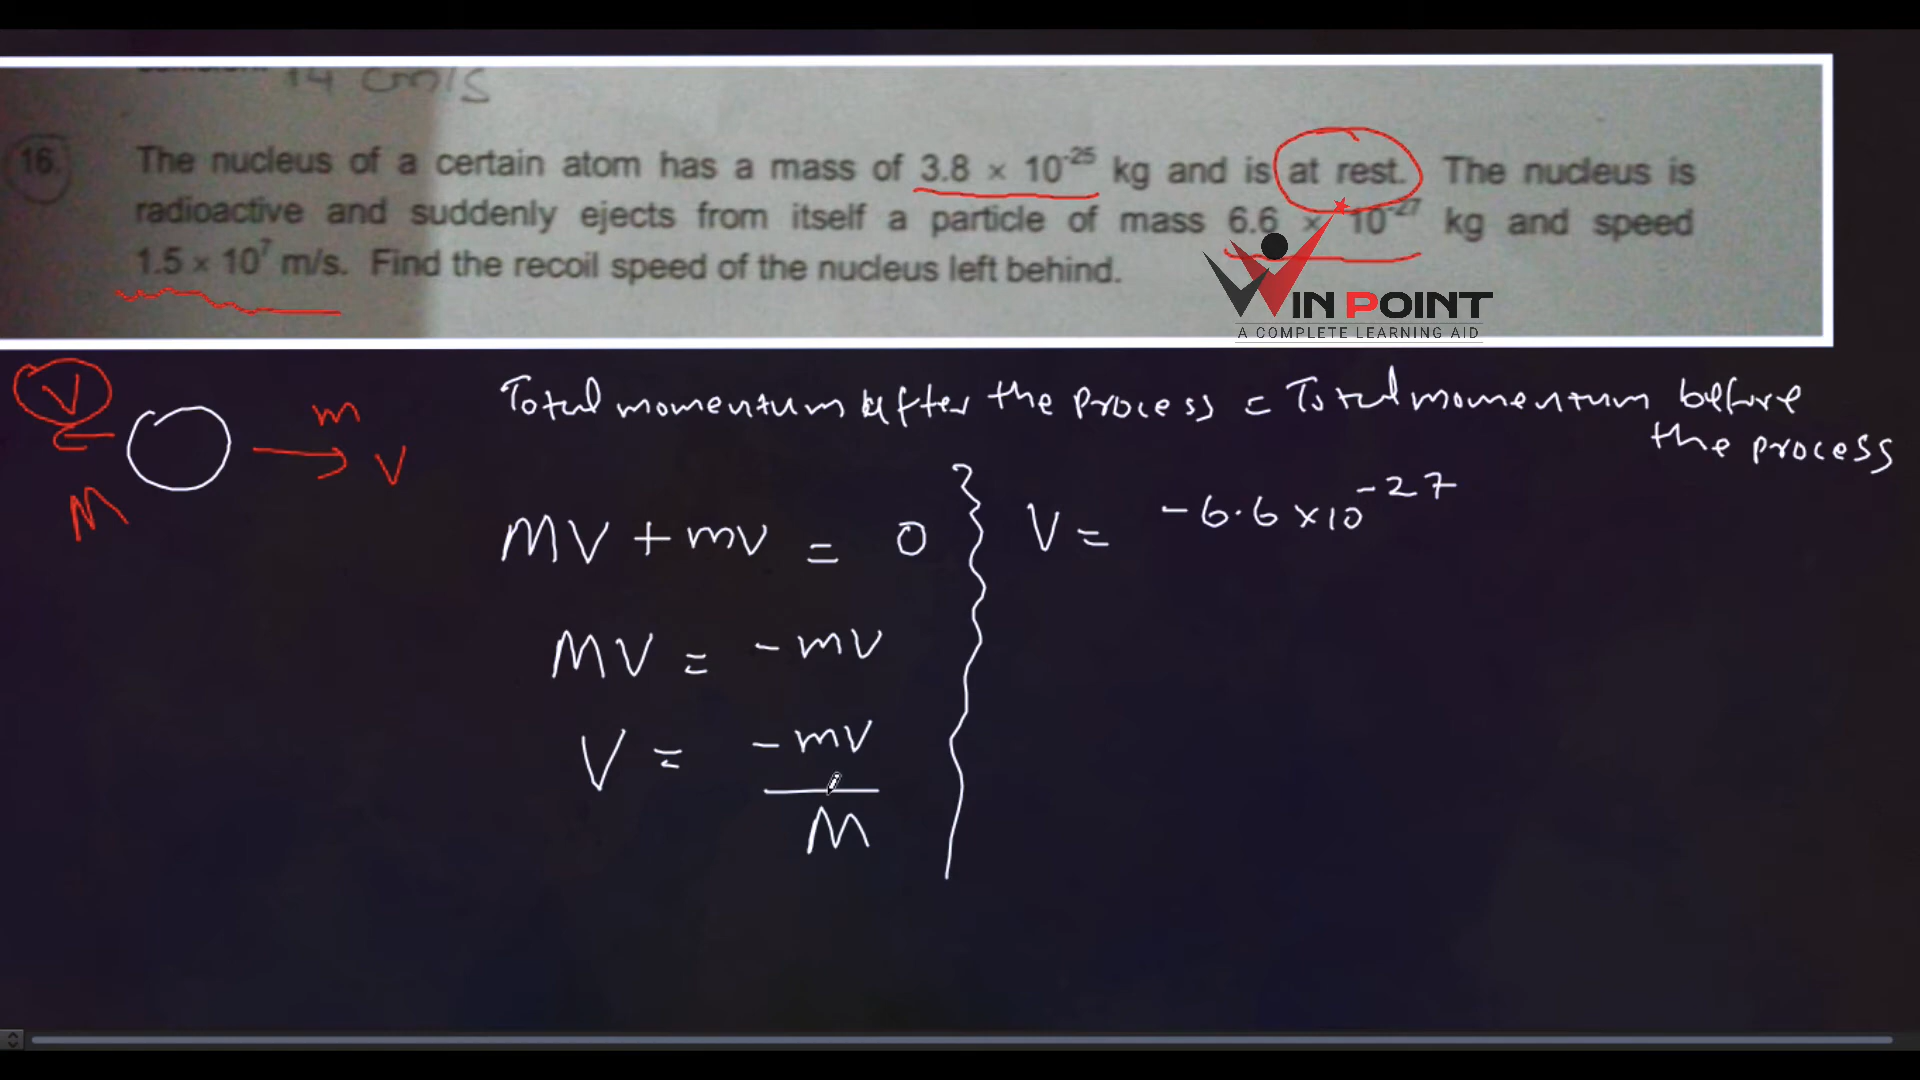 14 cm/s
16. The nucleus of a certain atom has a mass of 3.8 × 10⁻²⁵ kg and is at rest. The nucleus is
radioactive and suddenly ejects from itself a particle of mass 6.6 × 10⁻²⁷ kg and speed
1.5 × 10⁷ m/s. Find the recoil speed of the nucleus left behind.
WIN POINT
A COMPLETE LEARNING AID
V
m
V
M
Total momentum after the process = Total momentum before
the process
MV + mv = 0
MV = - mv
V = - mv
M
V = - 6.6 × 10⁻²⁷